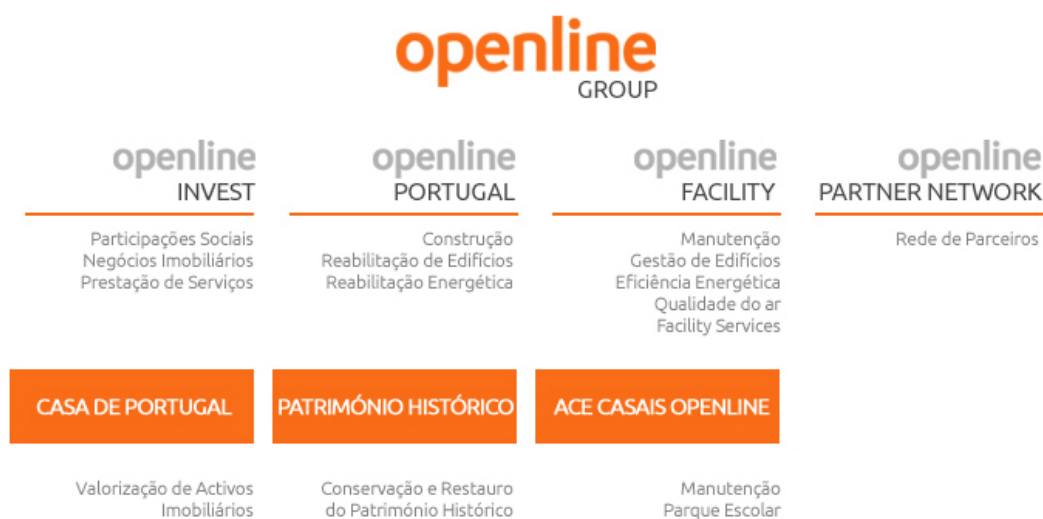 openline
GROUP
openline
INVEST
Participações Sociais
Negócios Imobiliários
Prestação de Serviços
openline
PORTUGAL
Construção
Reabilitação de Edifícios
Reabilitação Energética
openline
FACILITY
Manutenção
Gestão de Edifícios
Eficiência Energética
Qualidade do ar
Facility Services
openline
PARTNER NETWORK
Rede de Parceiros
CASA DE PORTUGAL
Valorização de Activos
Imobiliários
PATRIMÓNIO HISTÓRICO
Conservação e Restauro
do Património Histórico
ACE CASAIS OPENLINE
Manutenção
Parque Escolar